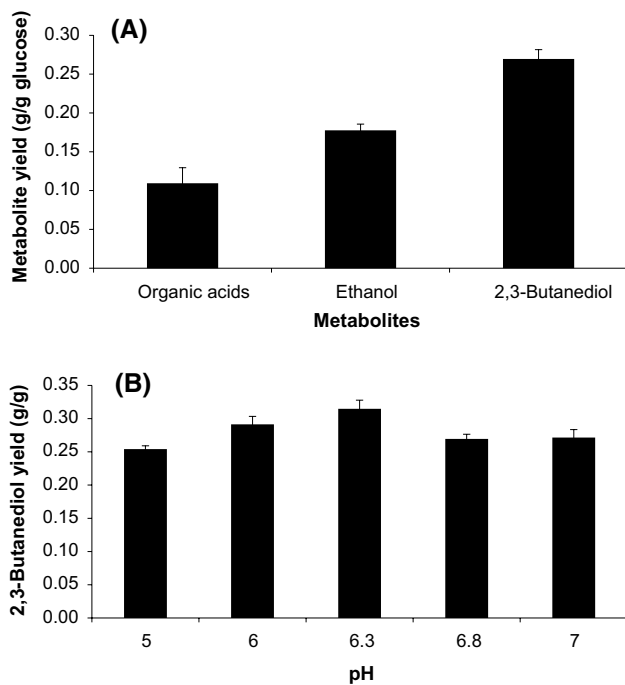 (A)
Metabolite yield (g/g glucose)
0.30
0.25
0.20
0.15
0.10
0.05
0.00
Organic acids
Ethanol
2,3-Butanediol
Metabolites
(B)
2,3-Butanediol yield (g/g)
0.35
0.30
0.25
0.20
0.15
0.10
0.05
0.00
5
6
6.3
6.8
7
pH